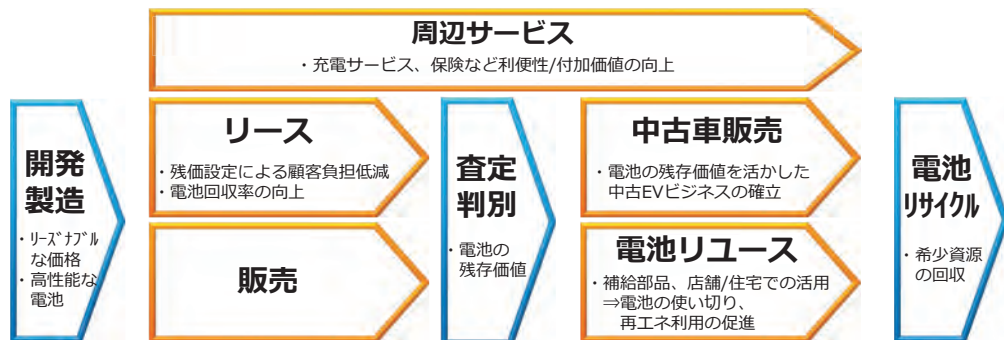 周辺サービス
・充電サービス、保険など利便性/付加価値の向上
開発
製造
・ﾘｰｽﾞﾅﾌﾞﾙ
な価格
・高性能な
電池
リース
・残価設定による顧客負担低減
・電池回収率の向上
販売
査定
判別
・電池の
残存価値
中古車販売
・電池の残存価値を活かした
中古EVビジネスの確立
電池リユース
・補給部品、店舗/住宅での活用
⇒電池の使い切り、
再エネ利用の促進
電池
ﾘｻｲｸﾙ
・希少資源
の回収